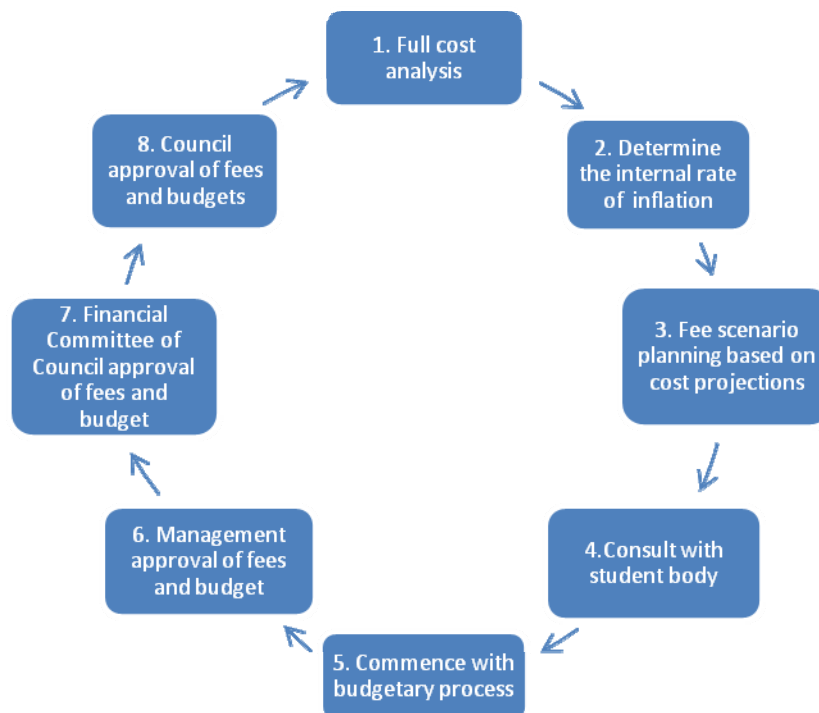 1. Full cost
analysis
2. Determine
the internal rate
of inflation
3. Fee scenario
planning based on
cost projections
4.Consult with
student body
5. Commence with
budgetary process
6. Management
approval of fees
and budget
7. Financial
Committee of
Council approval
of fees and
budget
8. Council
approval of fees
and budgets